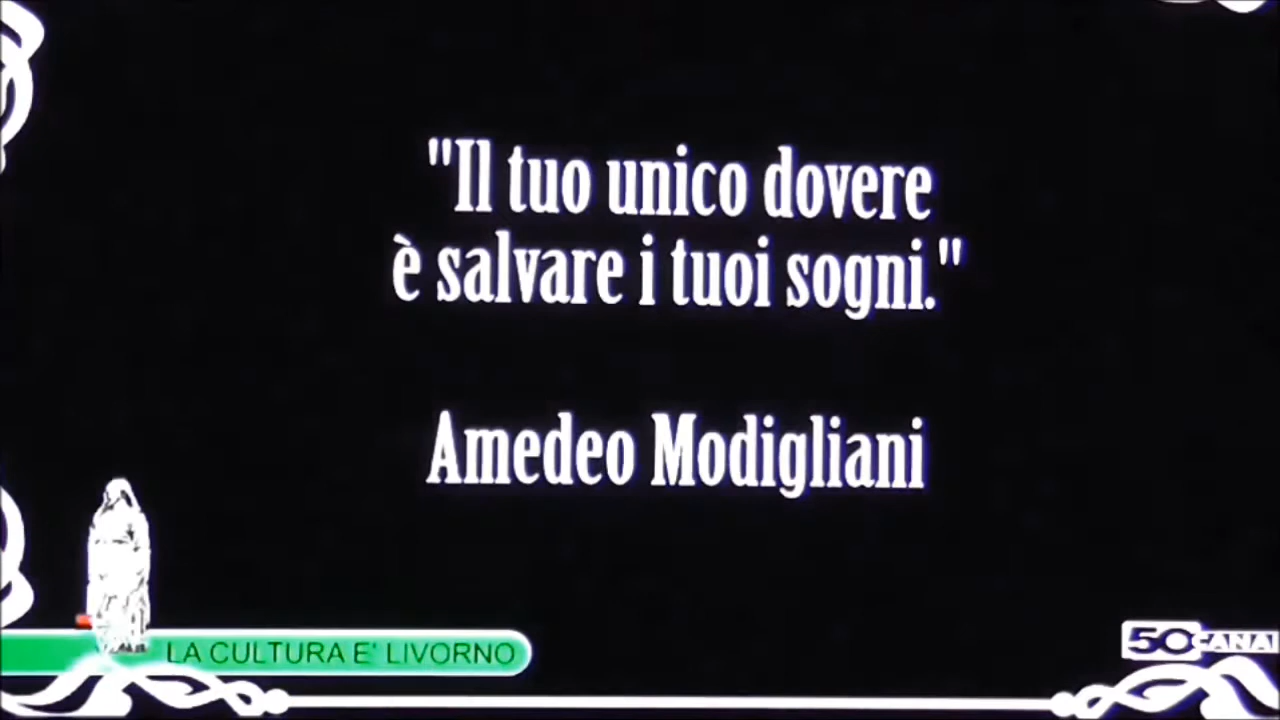 "Il tuo unico dovere
è salvare i tuoi sogni."
Amedeo Modigliani
LA CULTURA E' LIVORNO
50 CANAL